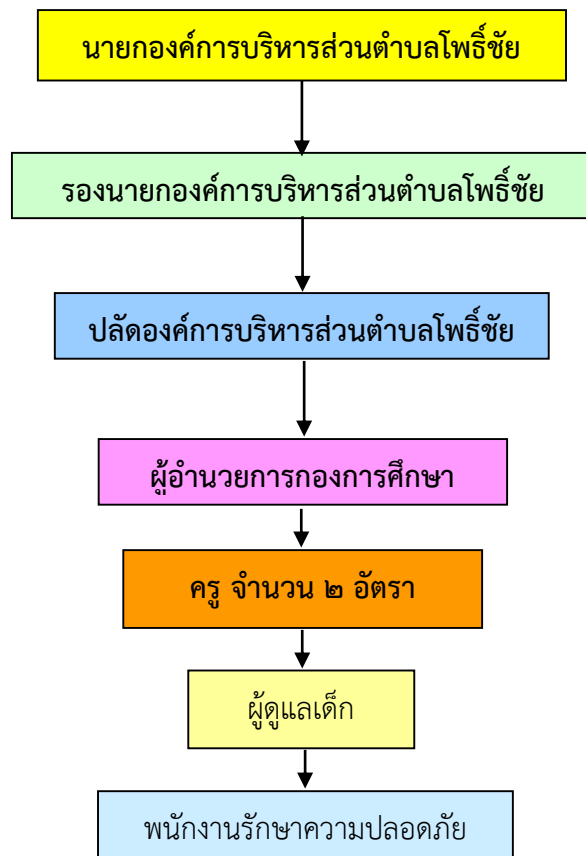 นายกองค์การบริหารส่วนตำบลโพธิ์ชัย
รองนายกองค์การบริหารส่วนตำบลโพธิ์ชัย
ปลัดองค์การบริหารส่วนตำบลโพธิ์ชัย
ผู้อำนวยการกองการศึกษา
ครู จำนวน ๒ อัตรา
ผู้ดูแลเด็ก
พนักงานรักษาความปลอดภัย